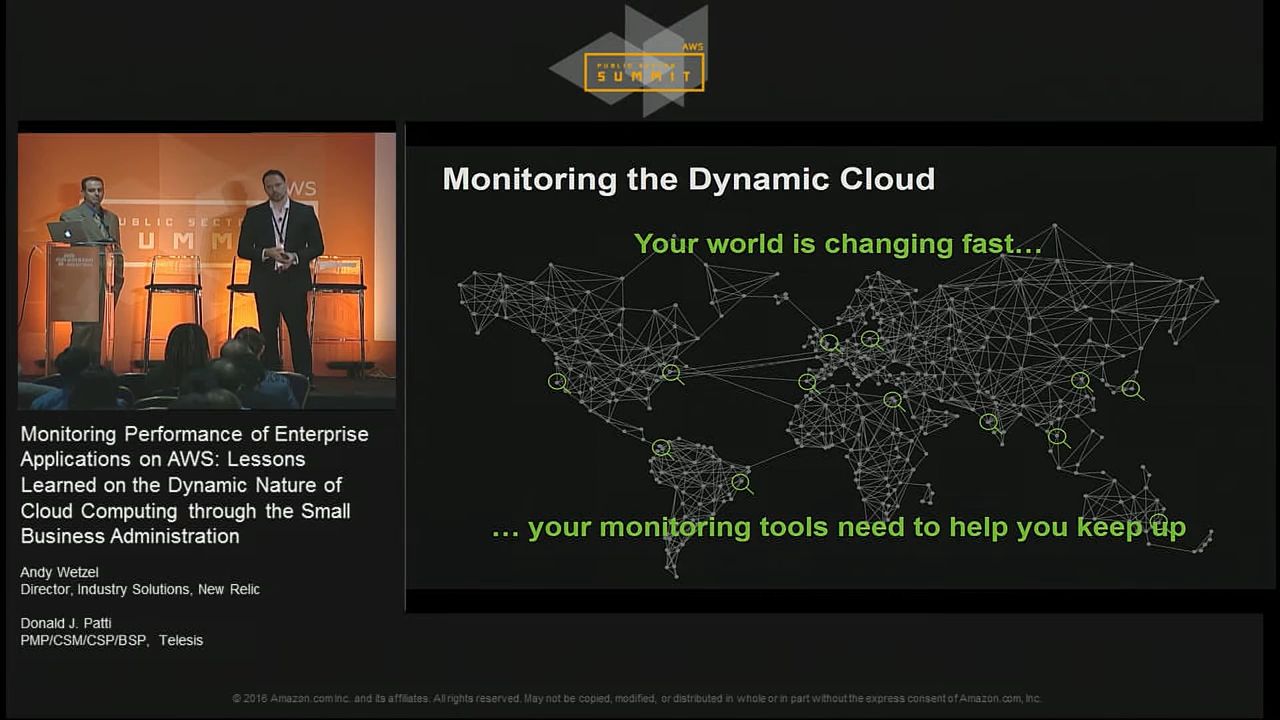 AWS
PUBLIC SECTOR
SUMMIT
Monitoring the Dynamic Cloud
Your world is changing fast...
... your monitoring tools need to help you keep up
Monitoring Performance of Enterprise
Applications on AWS: Lessons
Learned on the Dynamic Nature of
Cloud Computing through the Small
Business Administration
Andy Wetzel
Director, Industry Solutions, New Relic
Donald J. Patti
PMP/CSM/CSP/BSP, Telesis
© 2016 Amazon.com Inc. and its affiliates. All rights reserved. May not be copied, modified, or distributed in whole or in part without the express consent of Amazon.com, Inc.